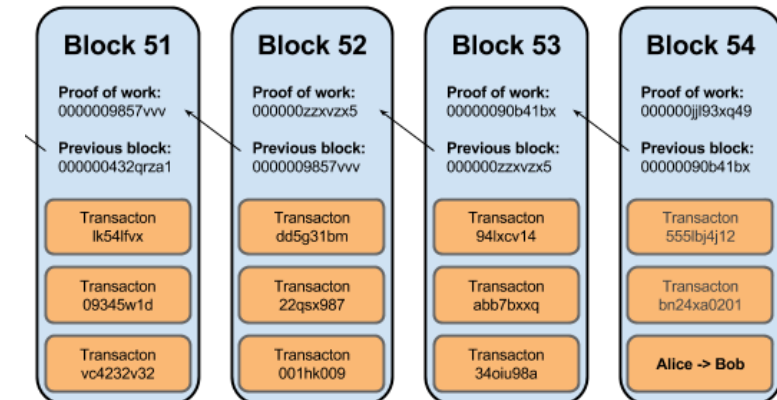 Block 51
Proof of work:
0000009857vvv
Previous block:
000000432qrza1
Transacton
lk54lfvx
Transacton
09345w1d
Transacton
vc4232v32
Block 52
Proof of work:
000000zzxvzx5
Previous block:
0000009857vvv
Transacton
dd5g31bm
Transacton
22qsx987
Transacton
001hk009
Block 53
Proof of work:
00000090b41bx
Previous block:
000000zzxvzx5
Transacton
94lxcv14
Transacton
abb7bxxq
Transacton
34oiu98a
Block 54
Proof of work:
000000jjl93xq49
Previous block:
00000090b41bx
Transacton
555lbj4j12
Transacton
bn24xa0201
Alice -> Bob